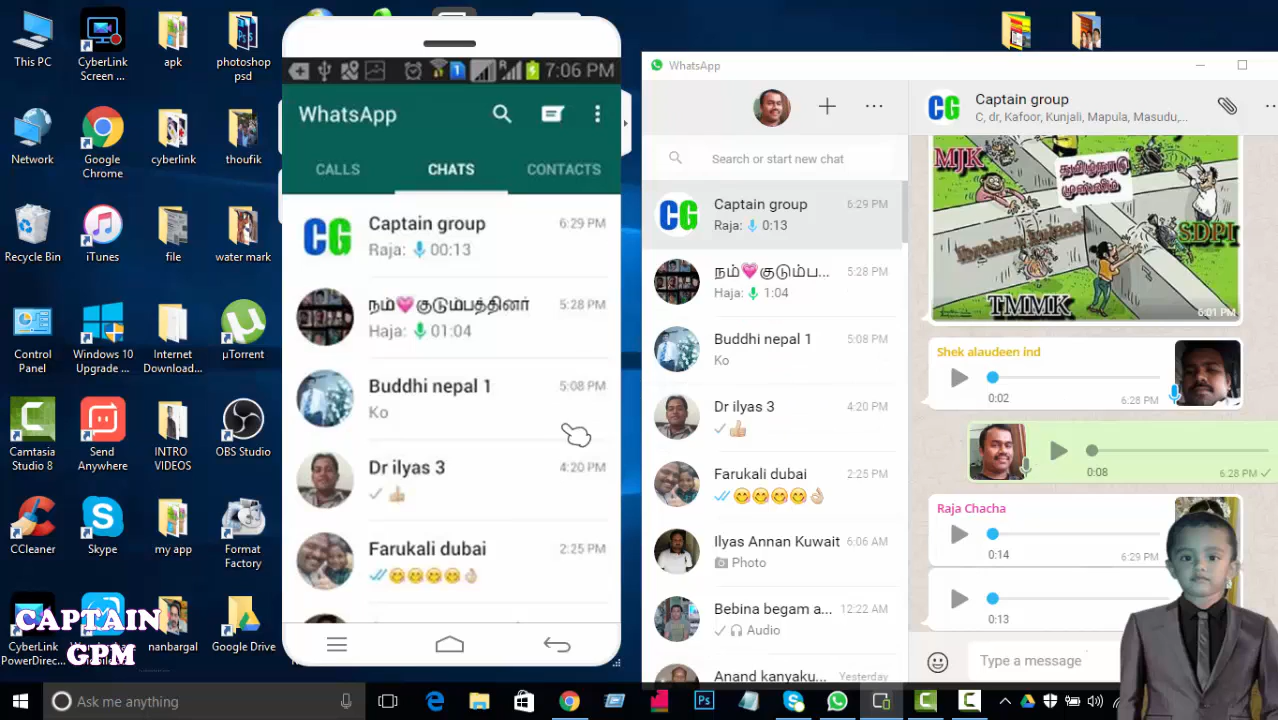 This PC
CyberLink
Screen ...
apk
photoshop
psd
Network
Google
Chrome
cyberlink
thoufik
Recycle Bin
iTunes
file
water mark
Control
Panel
Windows 10
Upgrade ...
Internet
Download...
µTorrent
Camtasia
Studio 8
Send
Anywhere
INTRO
VIDEOS
OBS Studio
CCleaner
Skype
my app
Format
Factory
CyberLink
PowerDirec...
nanbargal
Google Drive
CAPTAIN
GPM
7:06 PM
WhatsApp
CALLS
CHATS
CONTACTS
CG
Captain group
6:29 PM
Raja: 00:13
நம்💗குடும்பத்தினர்
5:28 PM
Haja: 01:04
Buddhi nepal 1
5:08 PM
Ko
Dr ilyas 3
4:20 PM
👍
Farukali dubai
2:25 PM
😋😋😋😋👌
WhatsApp
Search or start new chat
CG
Captain group
6:29 PM
Raja: 0:13
நம்💗குடும்ப...
5:28 PM
Haja: 1:04
Buddhi nepal 1
5:08 PM
Ko
Dr ilyas 3
4:20 PM
👍
Farukali dubai
2:25 PM
😋😋😋😋👌
Ilyas Annan Kuwait
6:06 AM
Photo
Bebina begam a...
12:22 AM
Audio
Anand kanyaku...
Yesterday
CG
Captain group
C, dr, Kafoor, Kunjali, Mapula, Masudu,...
MJK
தமிழ்நாடு
முஸ்லிம்
SDPI
TMMK
6:01 PM
Shek alaudeen ind
0:02
6:28 PM
0:08
6:28 PM
Raja Chacha
0:14
6:29 PM
0:13
Type a message
Ask me anything
Ps